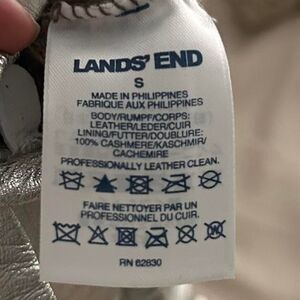 LANDS' END
S
MADE IN PHILIPPINES
FABRIQUE AUX PHILIPPINES
BODY/RUMPF/CORPS:
LEATHER/LEDER/CUIR
LINING/FUTTER/DOUBLURE:
100% CASHMERE/KASCHMIR/
CACHEMIRE
PROFESSIONALLY LEATHER CLEAN.
FAIRE NETTOYER PAR UN
PROFESSIONNEL DU CUIR.
RN 62830